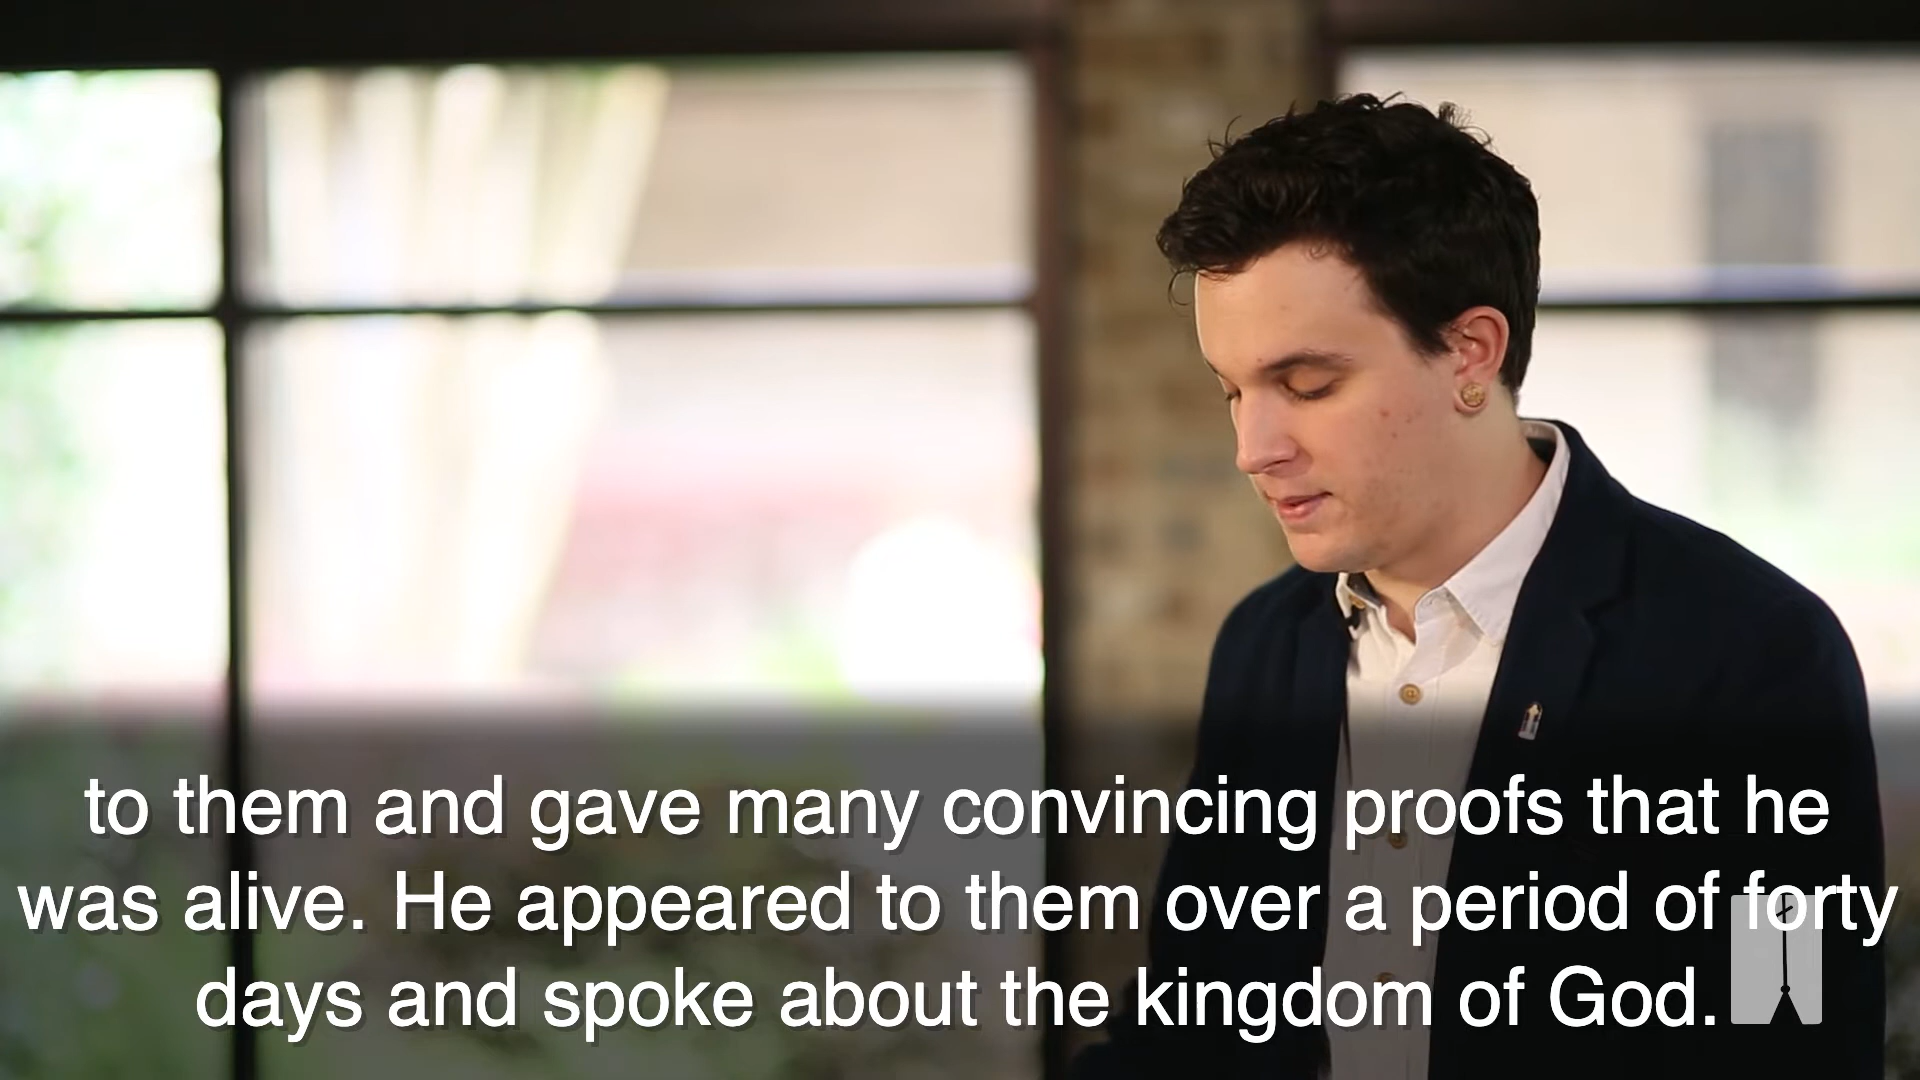 to them and gave many convincing proofs that he
was alive. He appeared to them over a period of forty
days and spoke about the kingdom of God.